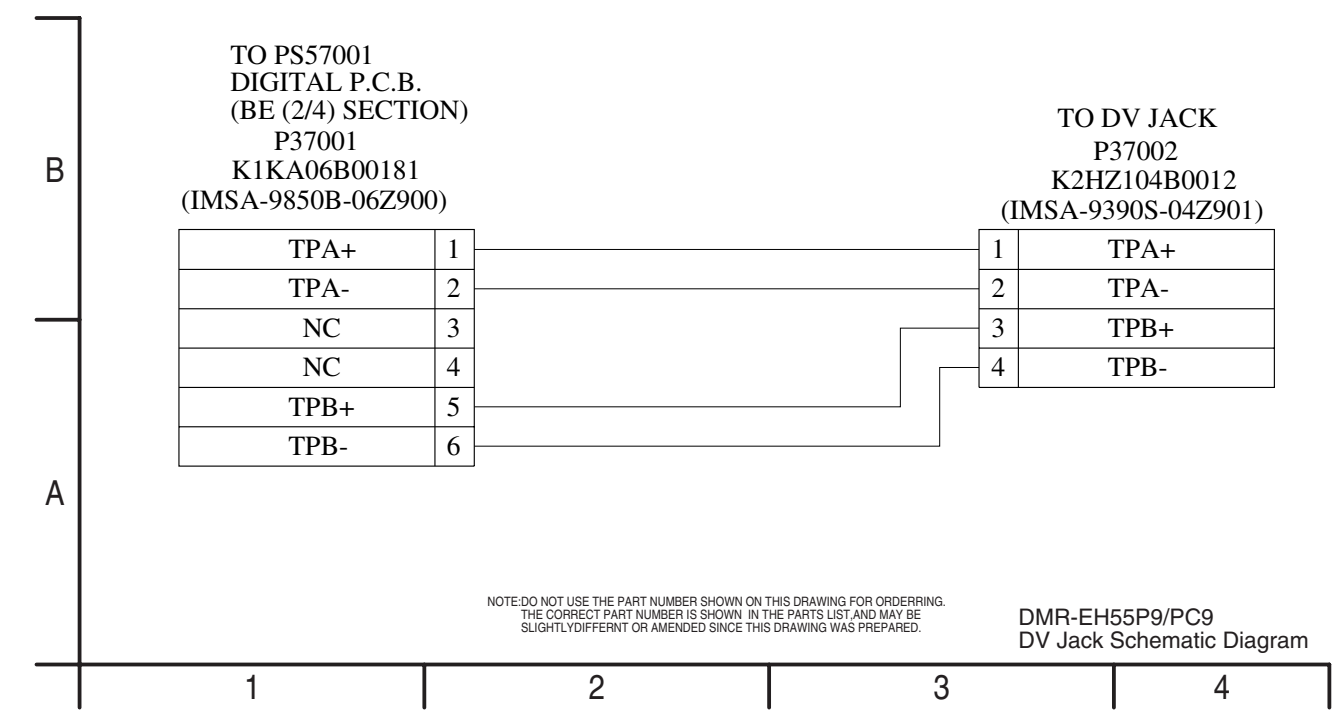 TO PS57001
DIGITAL P.C.B.
(BE (2/4) SECTION)
P37001
K1KA06B00181
(IMSA-9850B-06Z900)
TPA+ 1
TPA- 2
NC 3
NC 4
TPB+ 5
TPB- 6
TO DV JACK
P37002
K2HZ104B0012
(IMSA-9390S-04Z901)
1 TPA+
2 TPA-
3 TPB+
4 TPB-
B
A
NOTE:DO NOT USE THE PART NUMBER SHOWN ON THIS DRAWING FOR ORDERRING.
THE CORRECT PART NUMBER IS SHOWN IN THE PARTS LIST,AND MAY BE
SLIGHTLYDIFFERNT OR AMENDED SINCE THIS DRAWING WAS PREPARED.
DMR-EH55P9/PC9
DV Jack Schematic Diagram
1 2 3 4